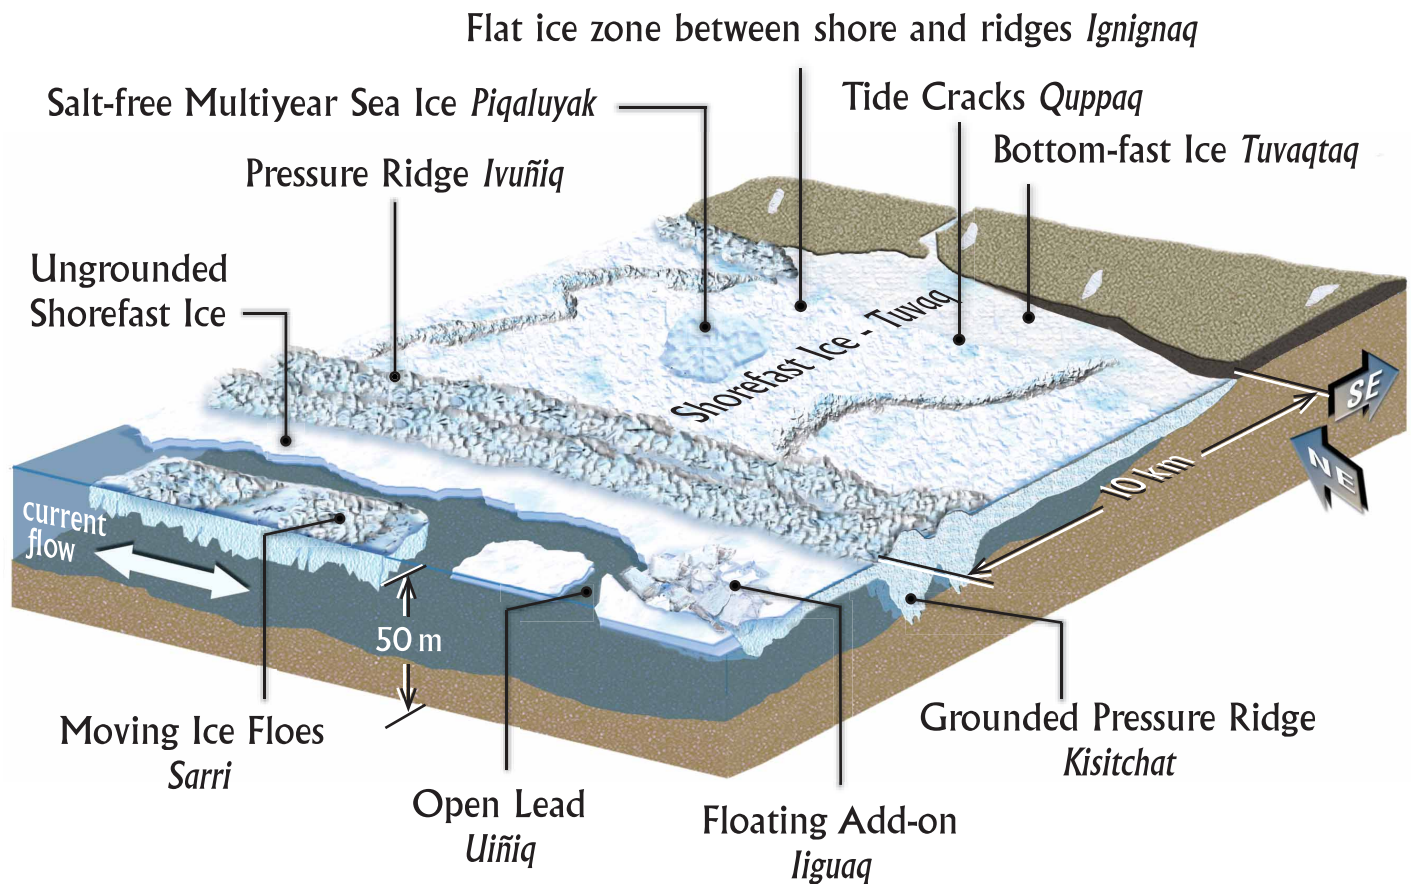 Flat ice zone between shore and ridges Ignignaq
Salt-free Multiyear Sea Ice Piqaluyak
Tide Cracks Quppaq
Bottom-fast Ice Tuvaqtaq
Pressure Ridge Ivuñiq
Ungrounded
Shorefast Ice
Shorefast Ice - Tuvaq
SE
NE
10 km
current
flow
50 m
Moving Ice Floes
Sarri
Open Lead
Uiñiq
Floating Add-on
Iiguaq
Grounded Pressure Ridge
Kisitchat